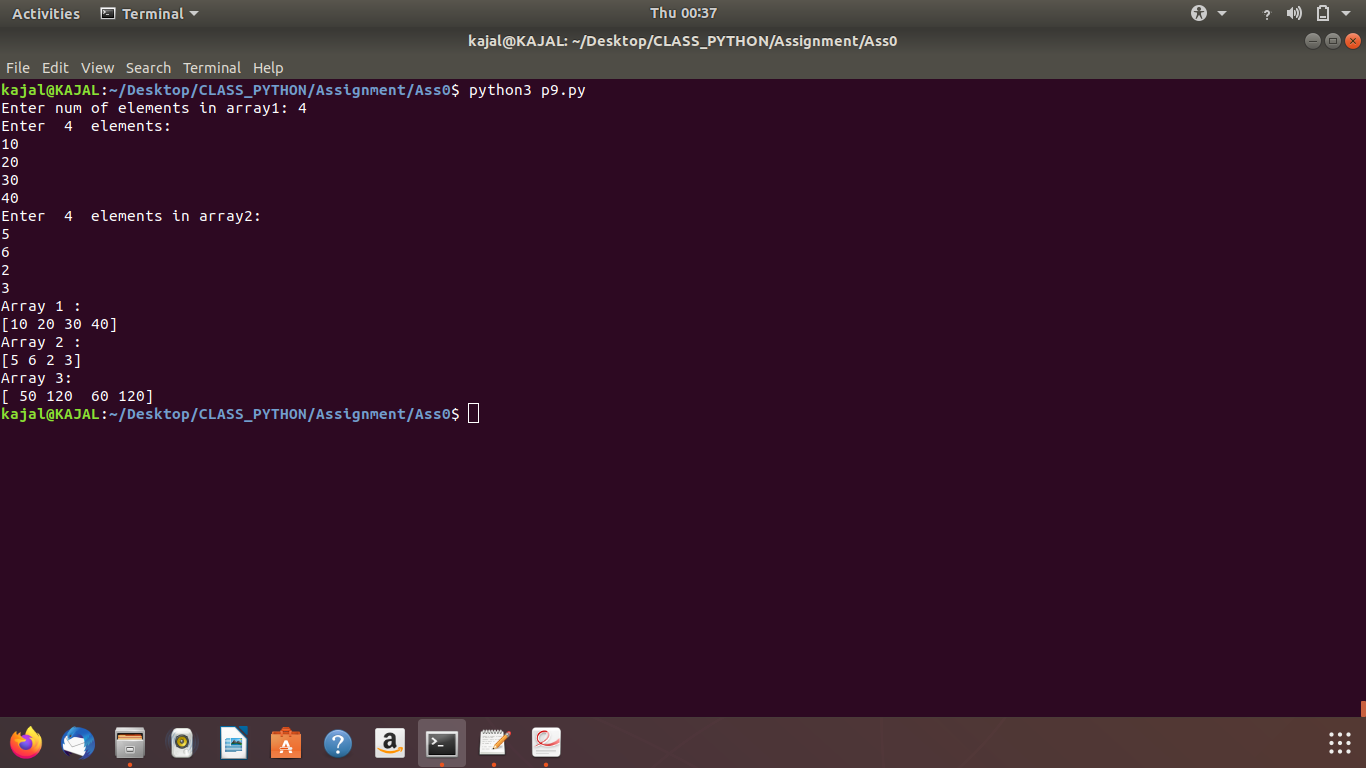 Activities Terminal Thu 00:37 ?
kajal@KAJAL: ~/Desktop/CLASS_PYTHON/Assignment/Ass0
File Edit View Search Terminal Help
kajal@KAJAL:~/Desktop/CLASS_PYTHON/Assignment/Ass0$ python3 p9.py
Enter num of elements in array1: 4
Enter  4  elements:
10
20
30
40
Enter  4  elements in array2:
5
6
2
3
Array 1 :
[10 20 30 40]
Array 2 :
[5 6 2 3]
Array 3:
[ 50 120  60 120]
kajal@KAJAL:~/Desktop/CLASS_PYTHON/Assignment/Ass0$
A ? a >_